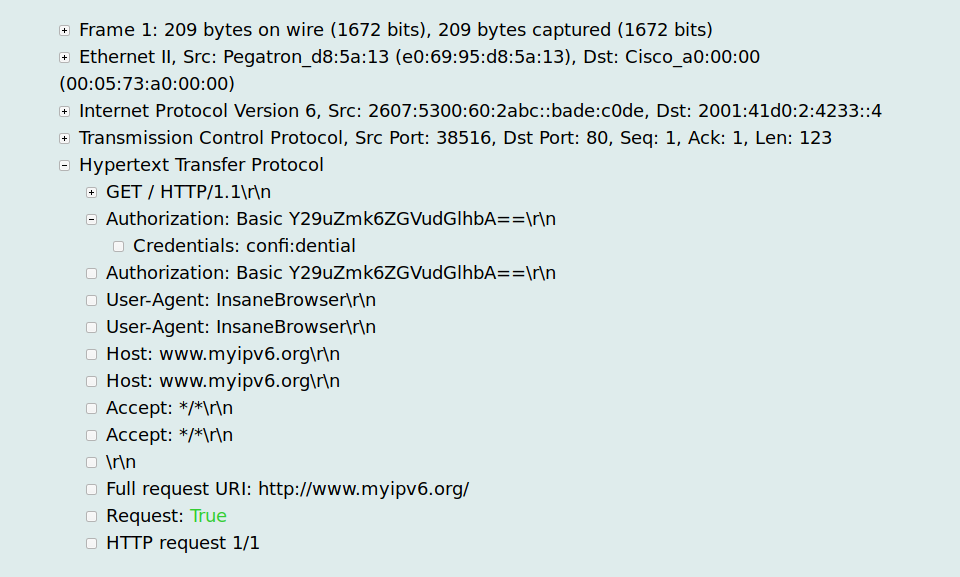 Frame 1: 209 bytes on wire (1672 bits), 209 bytes captured (1672 bits)
Ethernet II, Src: Pegatron_d8:5a:13 (e0:69:95:d8:5a:13), Dst: Cisco_a0:00:00
(00:05:73:a0:00:00)
Internet Protocol Version 6, Src: 2607:5300:60:2abc::bade:c0de, Dst: 2001:41d0:2:4233::4
Transmission Control Protocol, Src Port: 38516, Dst Port: 80, Seq: 1, Ack: 1, Len: 123
Hypertext Transfer Protocol
GET / HTTP/1.1\r\n
Authorization: Basic Y29uZmk6ZGVudGlhbA==\r\n
Credentials: confi:dential
Authorization: Basic Y29uZmk6ZGVudGlhbA==\r\n
User-Agent: InsaneBrowser\r\n
User-Agent: InsaneBrowser\r\n
Host: www.myipv6.org\r\n
Host: www.myipv6.org\r\n
Accept: */*\r\n
Accept: */*\r\n
\r\n
Full request URI: http://www.myipv6.org/
Request: True
HTTP request 1/1